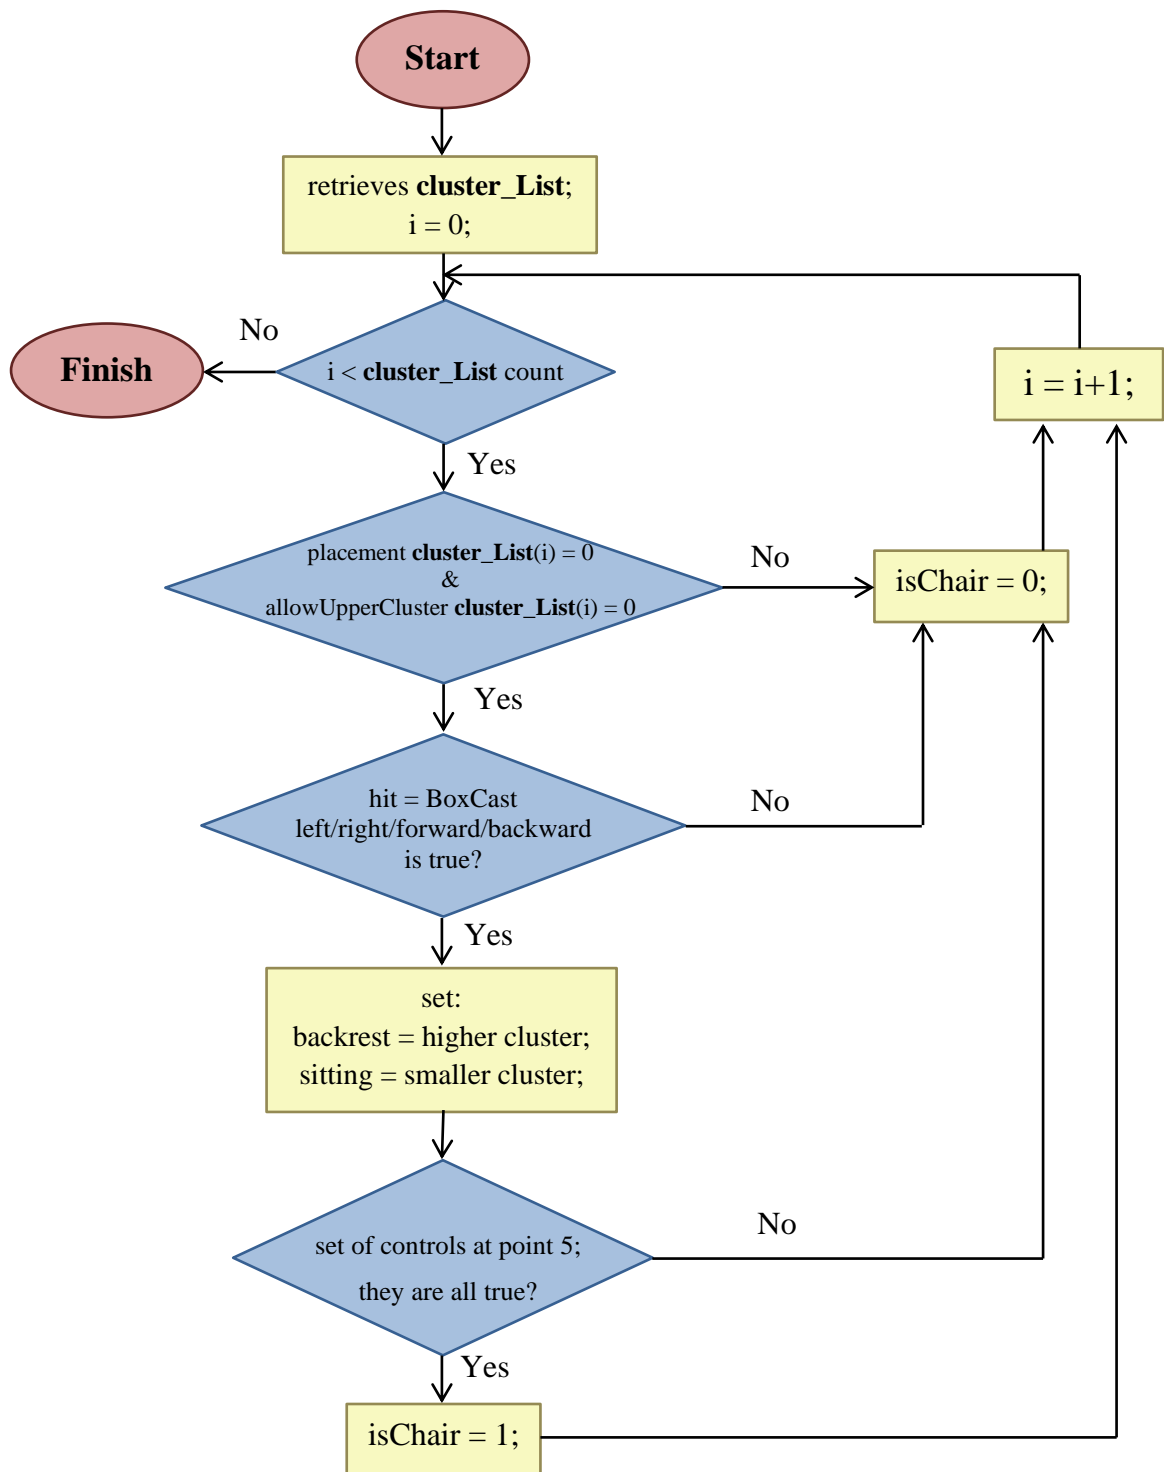 Start
retrieves cluster_List;
i = 0;
No
Finish
i < cluster_List count
i = i+1;
Yes
placement cluster_List(i) = 0
&
allowUpperCluster cluster_List(i) = 0
No
isChair = 0;
Yes
hit = BoxCast
left/right/forward/backward
is true?
No
Yes
set:
backrest = higher cluster;
sitting = smaller cluster;
set of controls at point 5;
they are all true?
No
Yes
isChair = 1;